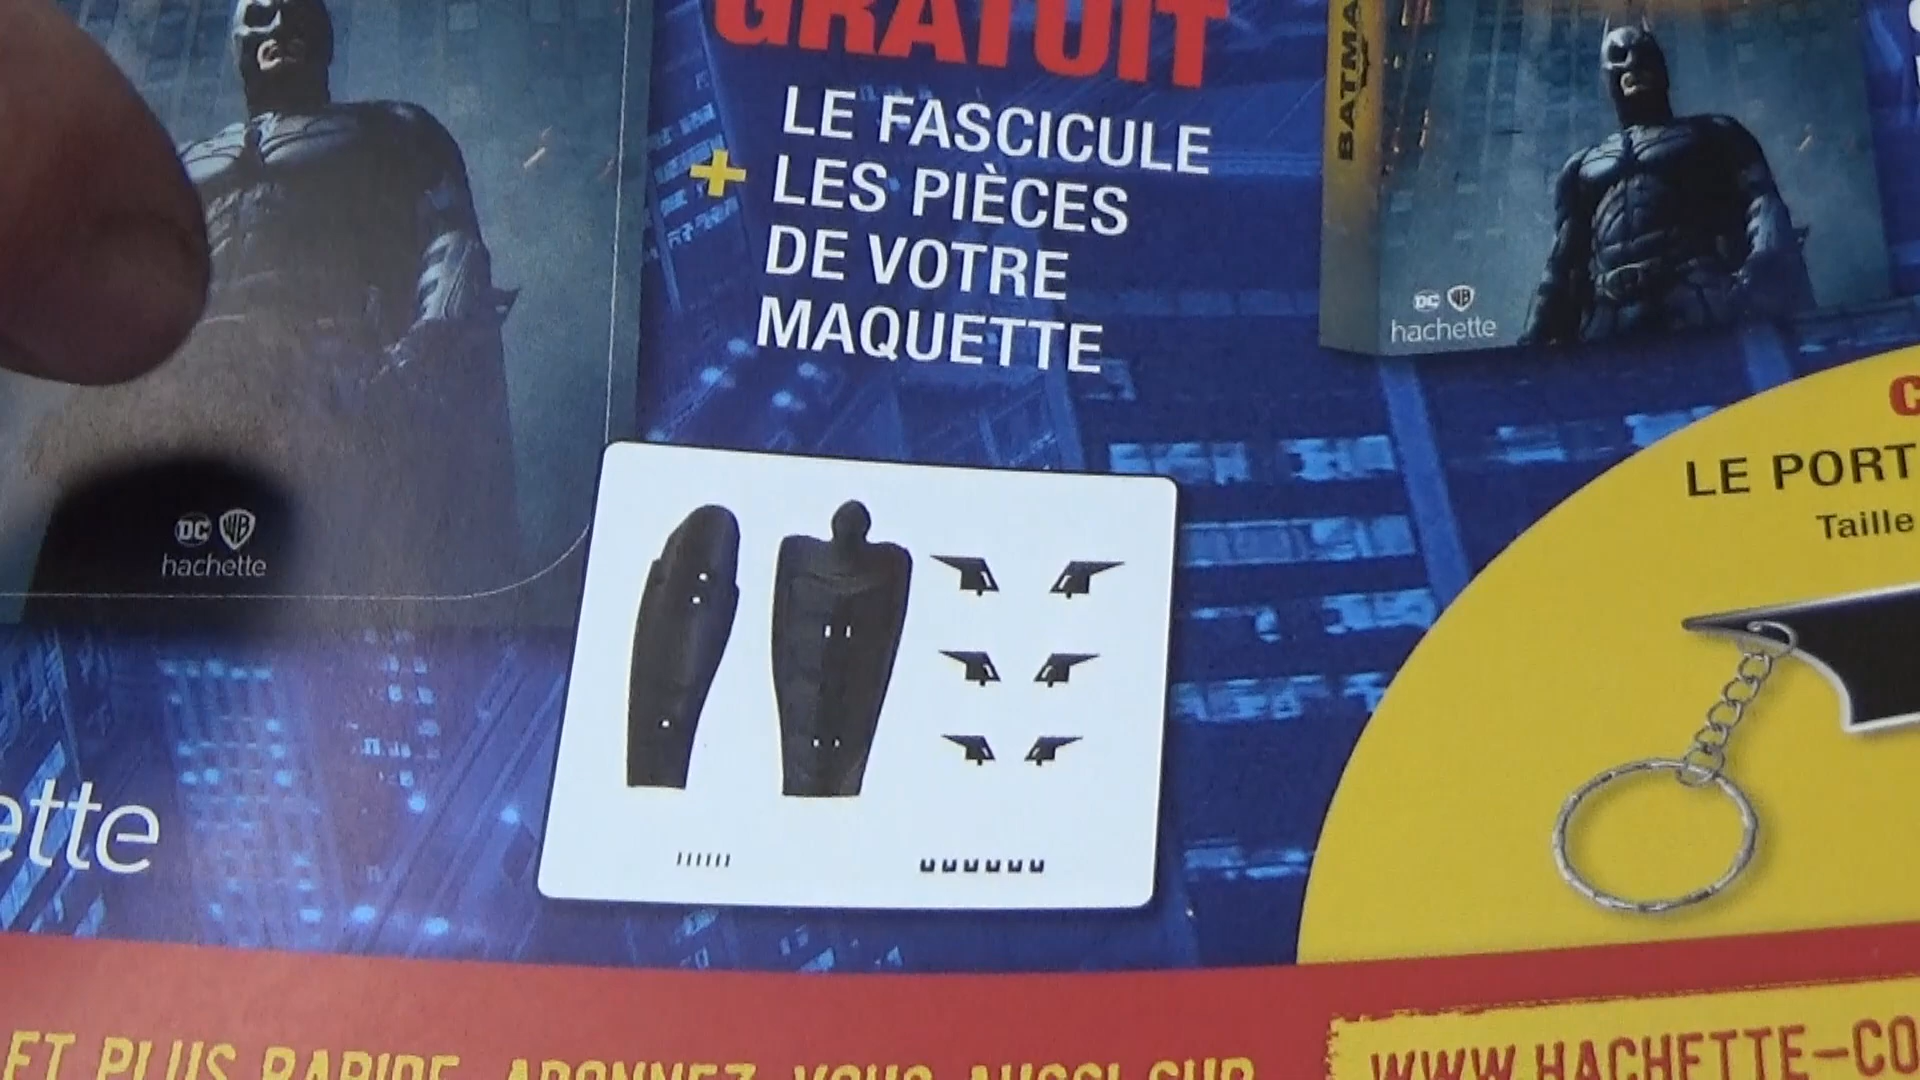 GRATUIT
LE FASCICULE
+ LES PIÈCES
DE VOTRE
MAQUETTE
BATMA
DC WB
hachette
DC WB
hachette
LE PORT
Taille
ette
ET PLUS RAPIDE, ABONNEZ-VOUS AUSSI SUR
WWW.HACHETTE-CO